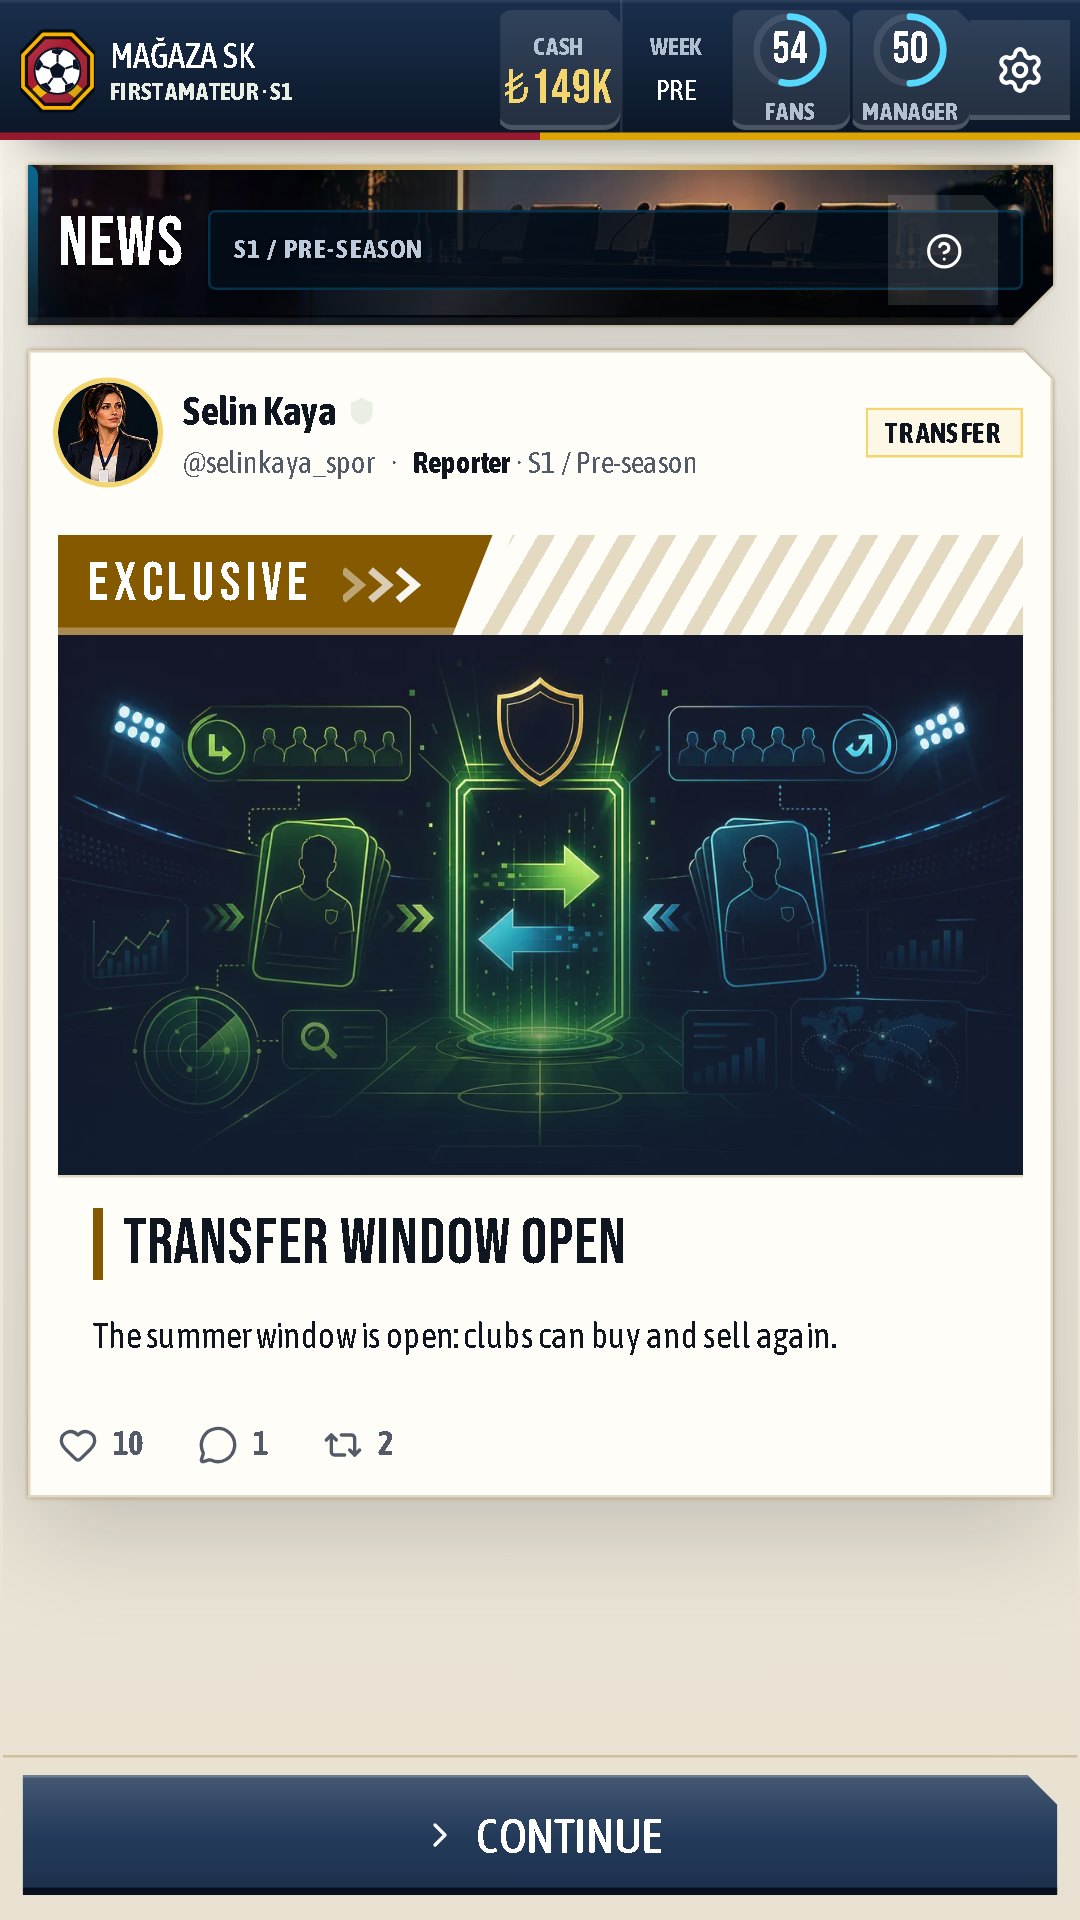 MAĞAZA SK
FIRST AMATEUR · S1
CASH
₺149K
WEEK
PRE
54
FANS
50
MANAGER
NEWS
S1 / PRE-SEASON
Selin Kaya
@selinkaya_spor · Reporter · S1 / Pre-season
TRANSFER
EXCLUSIVE
TRANSFER WINDOW OPEN
The summer window is open: clubs can buy and sell again.
10
1
2
CONTINUE